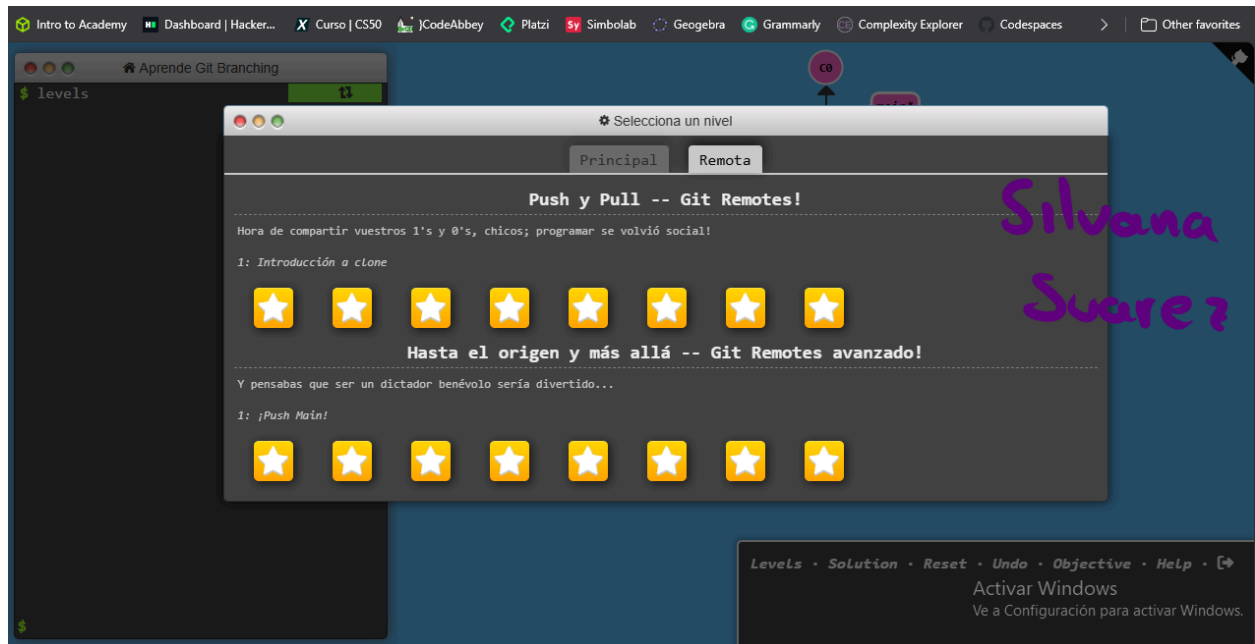 Intro to Academy
Dashboard | Hacker...
Curso | CS50
}CodeAbbey
Platzi
Sy Simbolab
Geogebra
Grammarly
Complexity Explorer
Codespaces
Other favorites
Aprende Git Branching
$ levels
C0
main*
Selecciona un nivel
Principal
Remota
Push y Pull -- Git Remotes!
Hora de compartir vuestros 1's y 0's, chicos; programar se volvió social!
1: Introducción a clone
Silvana
Suarez
Hasta el origen y más allá -- Git Remotes avanzado!
Y pensabas que ser un dictador benévolo sería divertido...
1: ¡Push Main!
Levels · Solution · Reset · Undo · Objective · Help ·
Activar Windows
Ve a Configuración para activar Windows.
$